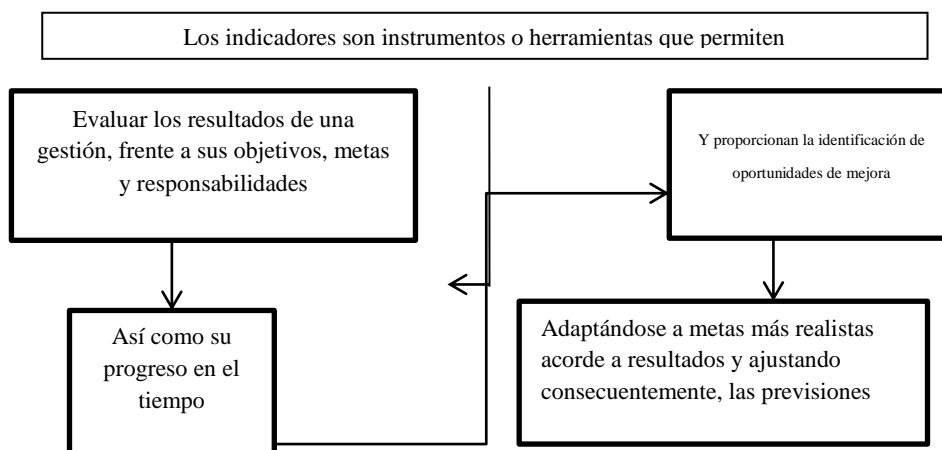 Los indicadores son instrumentos o herramientas que permiten
Evaluar los resultados de una
gestión, frente a sus objetivos, metas
y responsabilidades
Así como su
progreso en el
tiempo
Y proporcionan la identificación de
oportunidades de mejora
Adaptándose a metas más realistas
acorde a resultados y ajustando
consecuentemente, las previsiones